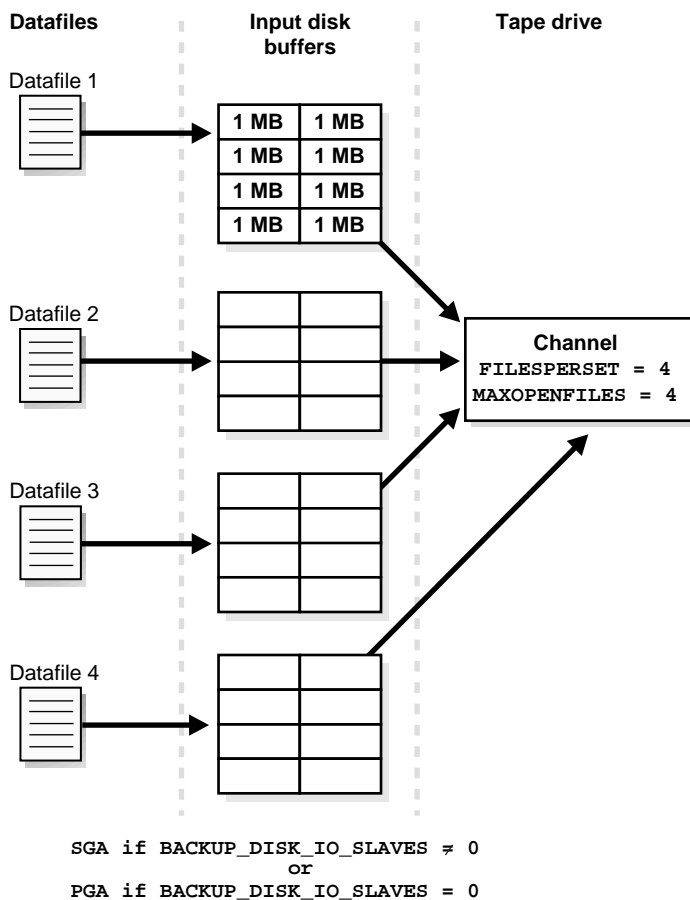 Datafiles
Input disk
buffers
Tape drive
Datafile 1
1 MB 1 MB
1 MB 1 MB
1 MB 1 MB
1 MB 1 MB
Datafile 2
Channel
FILESPERSET = 4
MAXOPENFILES = 4
Datafile 3
Datafile 4
SGA if BACKUP_DISK_IO_SLAVES ≠ 0
or
PGA if BACKUP_DISK_IO_SLAVES = 0